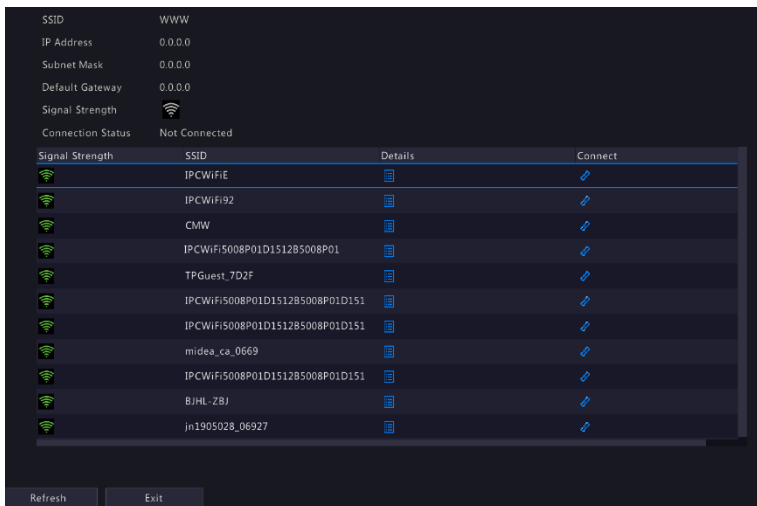 SSID WWW
IP Address 0.0.0.0
Subnet Mask 0.0.0.0
Default Gateway 0.0.0.0
Signal Strength
Connection Status Not Connected
Signal Strength SSID Details Connect
IPCWiFiE
IPCWiFi92
CMW
IPCWiFi5008P01D1512B5008P01
TPGuest_7D2F
IPCWiFi5008P01D1512B5008P01D151
IPCWiFi5008P01D1512B5008P01D151
midea_ca_0669
IPCWiFi5008P01D1512B5008P01D151
BJHL-ZBJ
jn1905028_06927
Refresh Exit